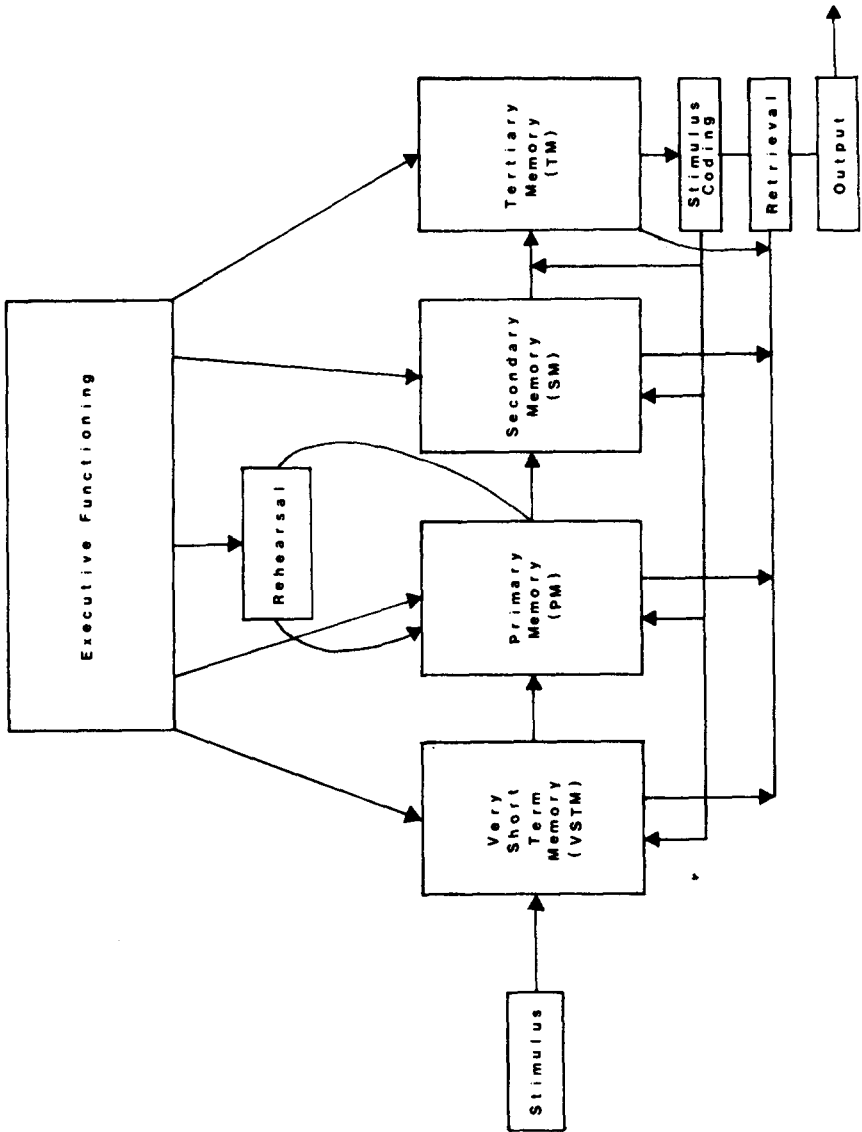 Executive Functioning
Rehearsal
Stimulus
Very
Short
Term
Memory
(VSTM)
Primary
Memory
(PM)
Secondary
Memory
(SM)
Tertiary
Memory
(TM)
Stimulus
Coding
Retrieval
Output